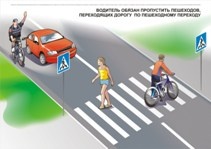 ВОДИТЕЛЬ ОБЯЗАН ПРОПУСТИТЬ ПЕШЕХОДОВ,
ПЕРЕХОДЯЩИХ ДОРОГУ ПО ПЕШЕХОДНОМУ ПЕРЕХОДУ